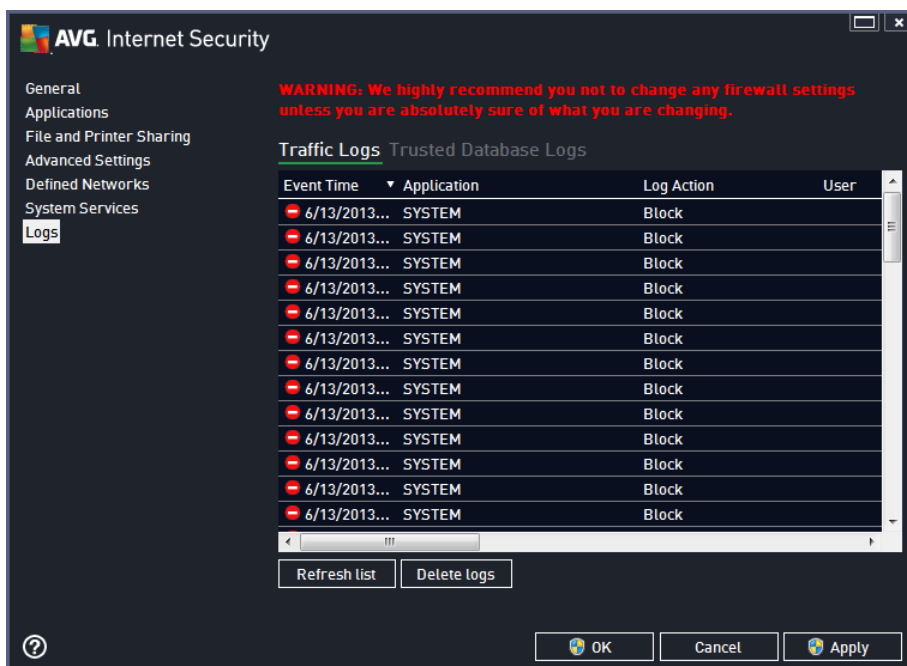 AVG. Internet Security
General
Applications
File and Printer Sharing
Advanced Settings
Defined Networks
System Services
Logs
WARNING: We highly recommend you not to change any firewall settings
unless you are absolutely sure of what you are changing.
Traffic Logs Trusted Database Logs
Event Time Application Log Action User
6/13/2013... SYSTEM Block
6/13/2013... SYSTEM Block
6/13/2013... SYSTEM Block
6/13/2013... SYSTEM Block
6/13/2013... SYSTEM Block
6/13/2013... SYSTEM Block
6/13/2013... SYSTEM Block
6/13/2013... SYSTEM Block
6/13/2013... SYSTEM Block
6/13/2013... SYSTEM Block
6/13/2013... SYSTEM Block
6/13/2013... SYSTEM Block
6/13/2013... SYSTEM Block
Refresh list Delete logs
? OK Cancel Apply